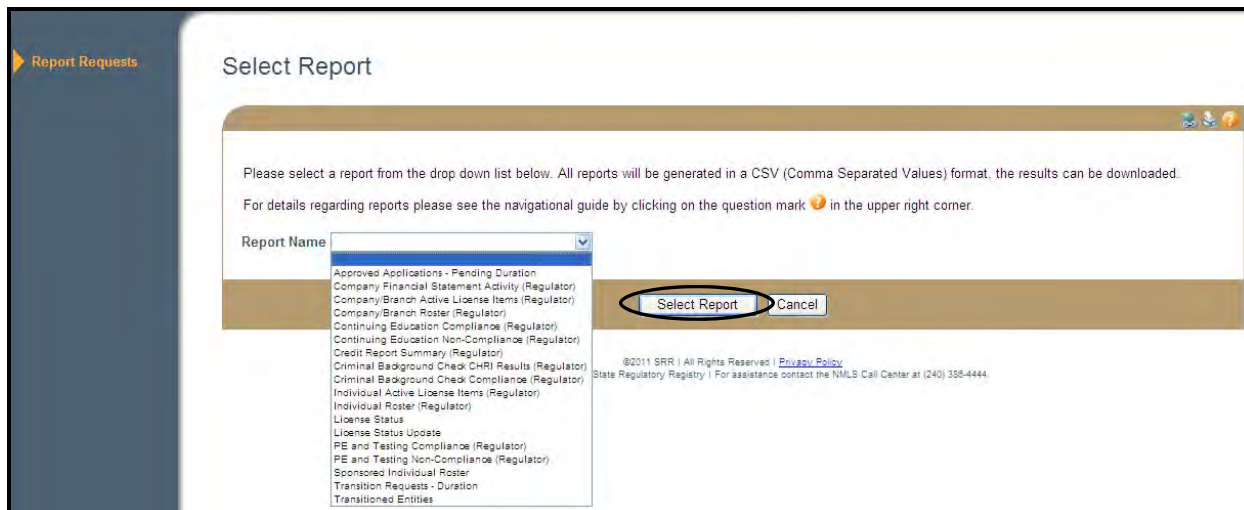 Report Requests
Select Report
Please select a report from the drop down list below. All reports will be generated in a CSV (Comma Separated Values) format, the results can be downloaded.
For details regarding reports please see the navigational guide by clicking on the question mark in the upper right corner.
Report Name
Approved Applications - Pending Duration
Company Financial Statement Activity (Regulator)
Company/Branch Active License Items (Regulator)
Company/Branch Roster (Regulator)
Continuing Education Compliance (Regulator)
Continuing Education Non-Compliance (Regulator)
Credit Report Summary (Regulator)
Criminal Background Check CHRI Results (Regulator)
Criminal Background Check Compliance (Regulator)
Individual Active License Items (Regulator)
Individual Roster (Regulator)
License Status
License Status Update
PE and Testing Compliance (Regulator)
PE and Testing Non-Compliance (Regulator)
Sponsored Individual Roster
Transition Requests - Duration
Transitioned Entities
Select Report Cancel
©2011 SRR | All Rights Reserved | Privacy Policy
State Regulatory Registry | For assistance contact the NMLS Call Center at (240) 386-4444.